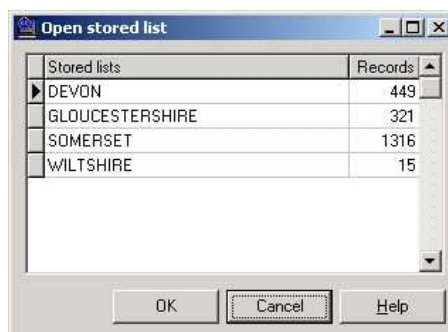 Open stored list
Stored lists Records
DEVON 449
GLOUCESTERSHIRE 321
SOMERSET 1316
WILTSHIRE 15
OK Cancel Help